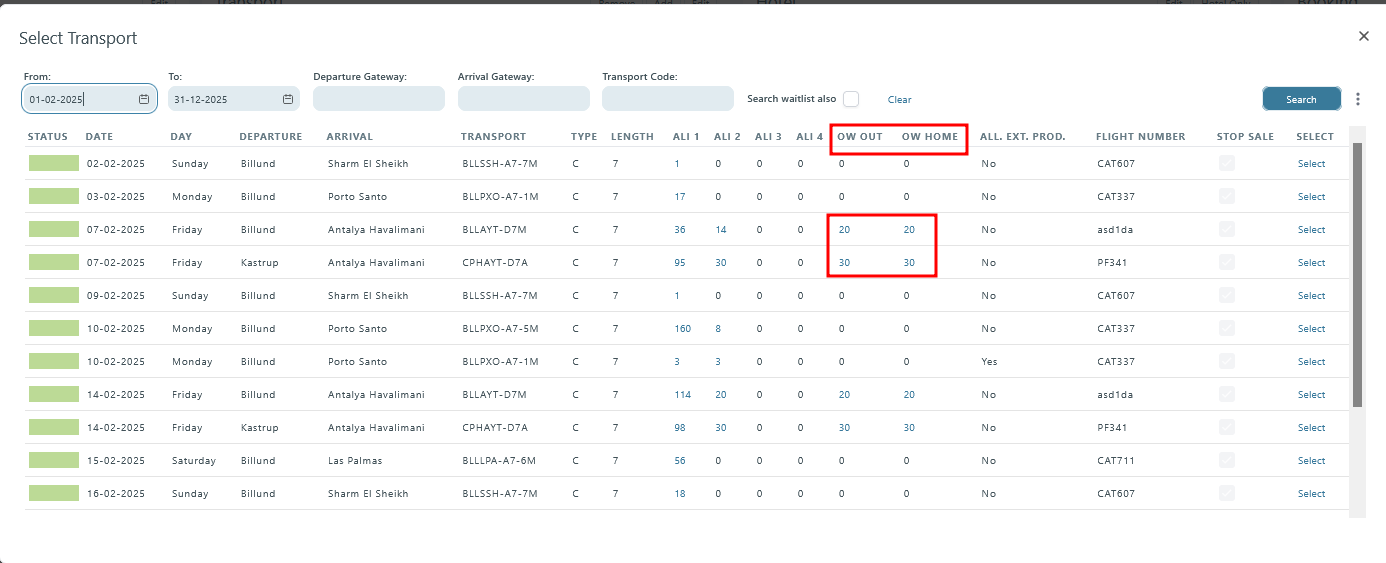 Select Transport
From: To: Departure Gateway: Arrival Gateway: Transport Code:
01-02-2025 31-12-2025 Search waitlist also Clear Search
STATUS DATE DAY DEPARTURE ARRIVAL TRANSPORT TYPE LENGTH ALI 1 ALI 2 ALI 3 ALI 4 OW OUT OW HOME ALL. EXT. PROD. FLIGHT NUMBER STOP SALE SELECT
02-02-2025 Sunday Billund Sharm El Sheikh BLLSSH-A7-7M C 7 1 0 0 0 0 0 No CAT607 Select
03-02-2025 Monday Billund Porto Santo BLLPXO-A7-1M C 7 17 0 0 0 0 0 No CAT337 Select
07-02-2025 Friday Billund Antalya Havalimani BLLAYT-D7M C 7 36 14 0 0 20 20 No asd1da Select
07-02-2025 Friday Kastrup Antalya Havalimani CPHAYT-D7A C 7 95 30 0 0 30 30 No PF341 Select
09-02-2025 Sunday Billund Sharm El Sheikh BLLSSH-A7-7M C 7 1 0 0 0 0 0 No CAT607 Select
10-02-2025 Monday Billund Porto Santo BLLPXO-A7-5M C 7 160 8 0 0 0 0 No CAT337 Select
10-02-2025 Monday Billund Porto Santo BLLPXO-A7-1M C 7 3 3 0 0 0 0 Yes CAT337 Select
14-02-2025 Friday Billund Antalya Havalimani BLLAYT-D7M C 7 114 20 0 0 20 20 No asd1da Select
14-02-2025 Friday Kastrup Antalya Havalimani CPHAYT-D7A C 7 98 30 0 0 30 30 No PF341 Select
15-02-2025 Saturday Billund Las Palmas BLLLPA-A7-6M C 7 56 0 0 0 0 0 No CAT711 Select
16-02-2025 Sunday Billund Sharm El Sheikh BLLSSH-A7-7M C 7 18 0 0 0 0 0 No CAT607 Select